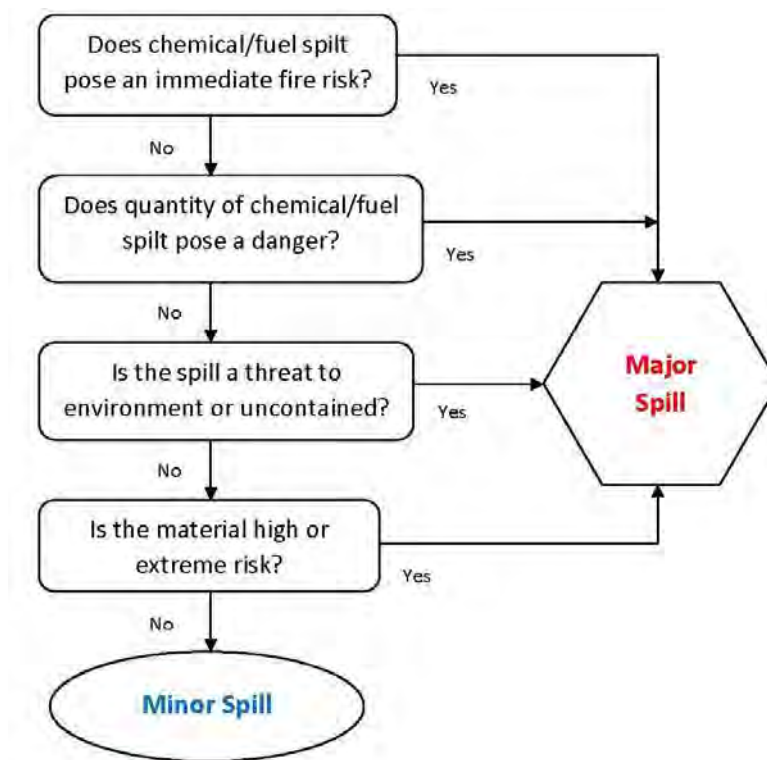 Does chemical/fuel spilt
pose an immediate fire risk?
Yes
No
Does quantity of chemical/fuel
spilt pose a danger?
Yes
No
Is the spill a threat to
environment or uncontained?
Yes
No
Major
Spill
Is the material high or
extreme risk?
Yes
No
Minor Spill